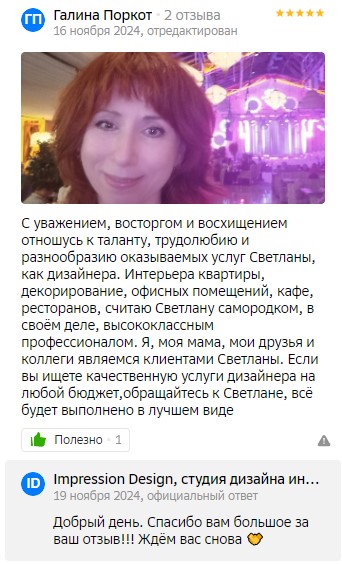 ГП
Галина Поркот · 2 отзыва
16 ноября 2024, отредактирован
С уважением, восторгом и восхищением
отношусь к таланту, трудолюбию и
разнообразию оказываемых услуг Светланы,
как дизайнера. Интерьера квартиры,
декорирование, офисных помещений, кафе,
ресторанов, считаю Светлану самородком, в
своём деле, высококлассным
профессионалом. Я, моя мама, мои друзья и
коллеги являемся клиентами Светланы. Если
вы ищете качественную услуги дизайнера на
любой бюджет,обращайтесь к Светлане, всё
будет выполнено в лучшем виде
Полезно · 1
ID
Impression Design, студия дизайна ин...
19 ноября 2024, официальный ответ
Добрый день. Спасибо вам большое за
ваш отзыв!!! Ждём вас снова